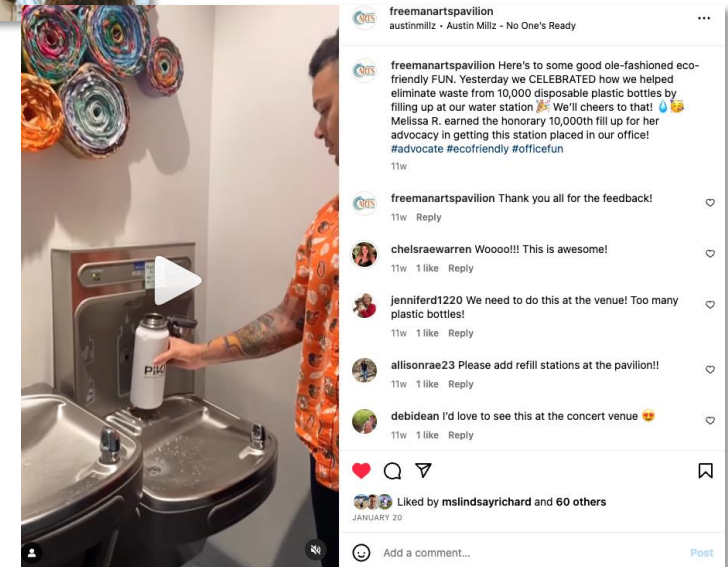 freemanartspavilion
austinmillz • Austin Millz - No One's Ready
freemanartspavilion Here's to some good ole-fashioned eco-
friendly FUN. Yesterday we CELEBRATED how we helped
eliminate waste from 10,000 disposable plastic bottles by
filling up at our water station 🎉 We'll cheers to that! 💧🥳
Melissa R. earned the honorary 10,000th fill up for her
advocacy in getting this station placed in our office!
#advocate #ecofriendly #officefun
11w
freemanartspavilion Thank you all for the feedback!
11w Reply
chelsraewarren Woooo!!! This is awesome!
11w 1 like Reply
jenniferd1220 We need to do this at the venue! Too many
plastic bottles!
11w 1 like Reply
allisonrae23 Please add refill stations at the pavilion!!
11w 1 like Reply
debidean I'd love to see this at the concert venue 😍
11w 1 like Reply
Liked by mslindsayrichard and 60 others
JANUARY 20
Add a comment...
Post